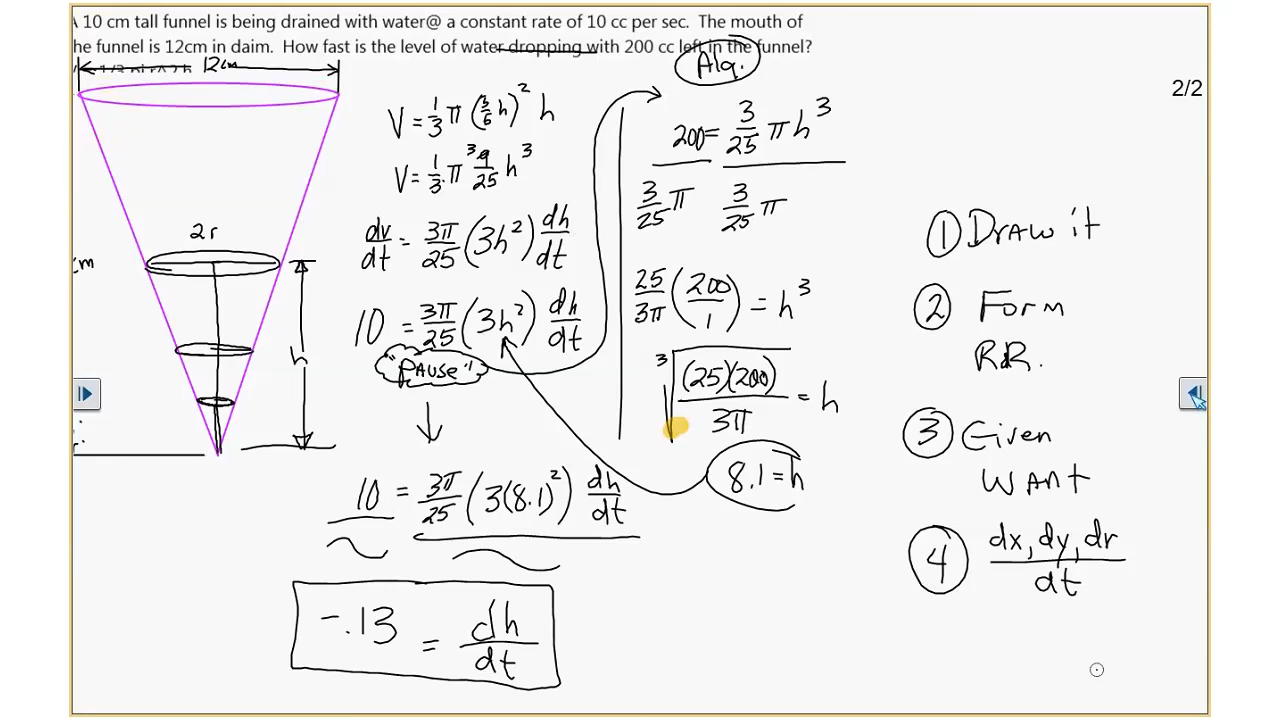 10 cm tall funnel is being drained with water@ a constant rate of 10 cc per sec. The mouth of
he funnel is 12cm in daim. How fast is the level of water dropping with 200 cc left in the funnel?
12cm
2r
cm
h
V = 1/3 π (3/6 h)² h
V = 1/3 · π 9/25 h³
3
dv/dt = 3π/25 (3h²) dh/dt
10 = 3π/25 (3h²) dh/dt
"PAUSE"
10 = 3π/25 (3(8.1)²) dh/dt
-.13 = dh/dt
Alg.
200 = 3/25 π h³
3/25 π 3/25 π
25/3π (200/1) = h³
³√(25)(200)/3π = h
8.1 = h
2/2
① Draw it
② Form
R.R.
③ Given
WANT
④ dx, dy, dr/dt